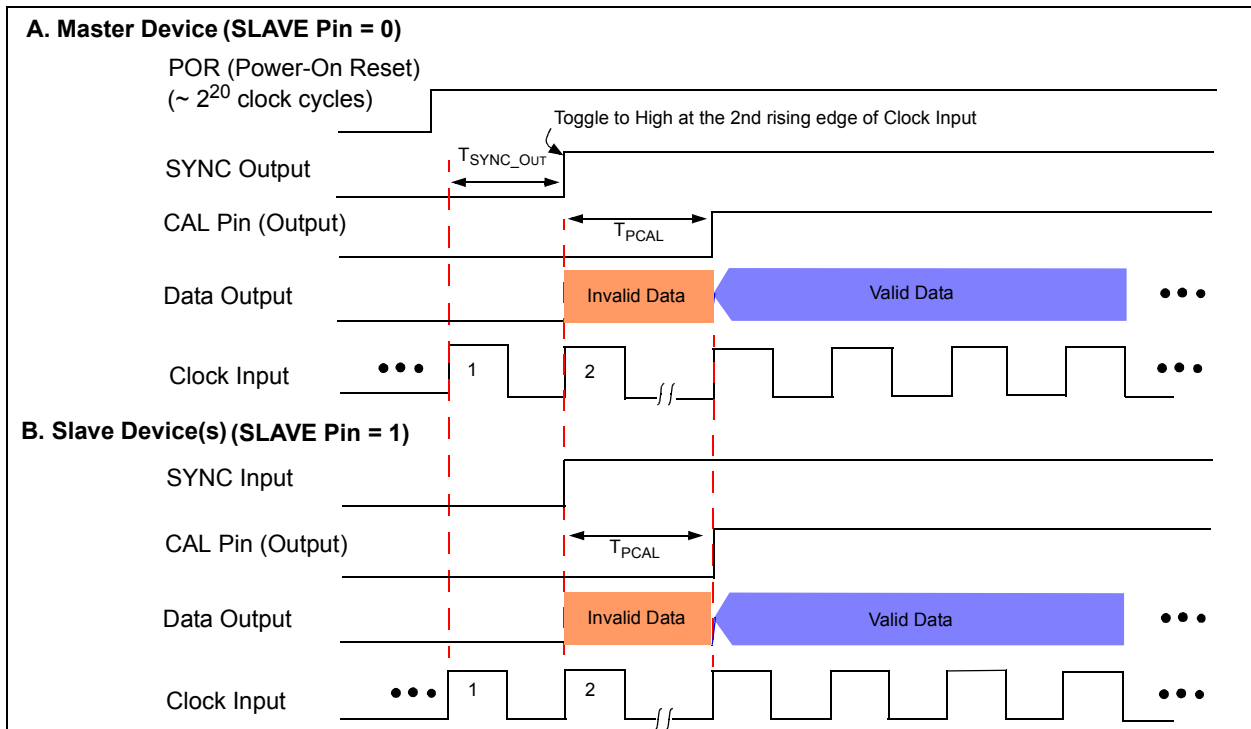 A. Master Device (SLAVE Pin = 0)
POR (Power-On Reset)
(~ 2^20 clock cycles)
Toggle to High at the 2nd rising edge of Clock Input
SYNC Output
T_SYNC_OUT
CAL Pin (Output)
T_PCAL
Data Output
Invalid Data
Valid Data
•••
Clock Input
•••
1
2
•••
B. Slave Device(s) (SLAVE Pin = 1)
SYNC Input
CAL Pin (Output)
T_PCAL
Data Output
Invalid Data
Valid Data
•••
Clock Input
•••
1
2
•••